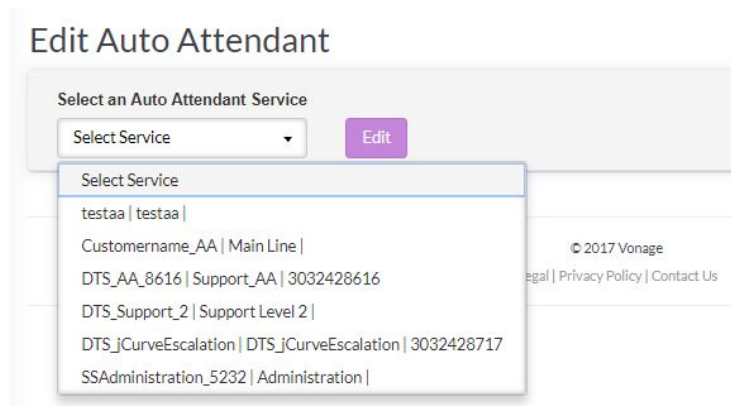 Edit Auto Attendant
Select an Auto Attendant Service
Select Service
Edit
Select Service
testaa | testaa |
Customername_AA | Main Line |
DTS_AA_8616 | Support_AA | 3032428616
DTS_Support_2 | Support Level 2 |
DTS_jCurveEscalation | DTS_jCurveEscalation | 3032428717
SSAdministration_5232 | Administration |
© 2017 Vonage
egal | Privacy Policy | Contact Us